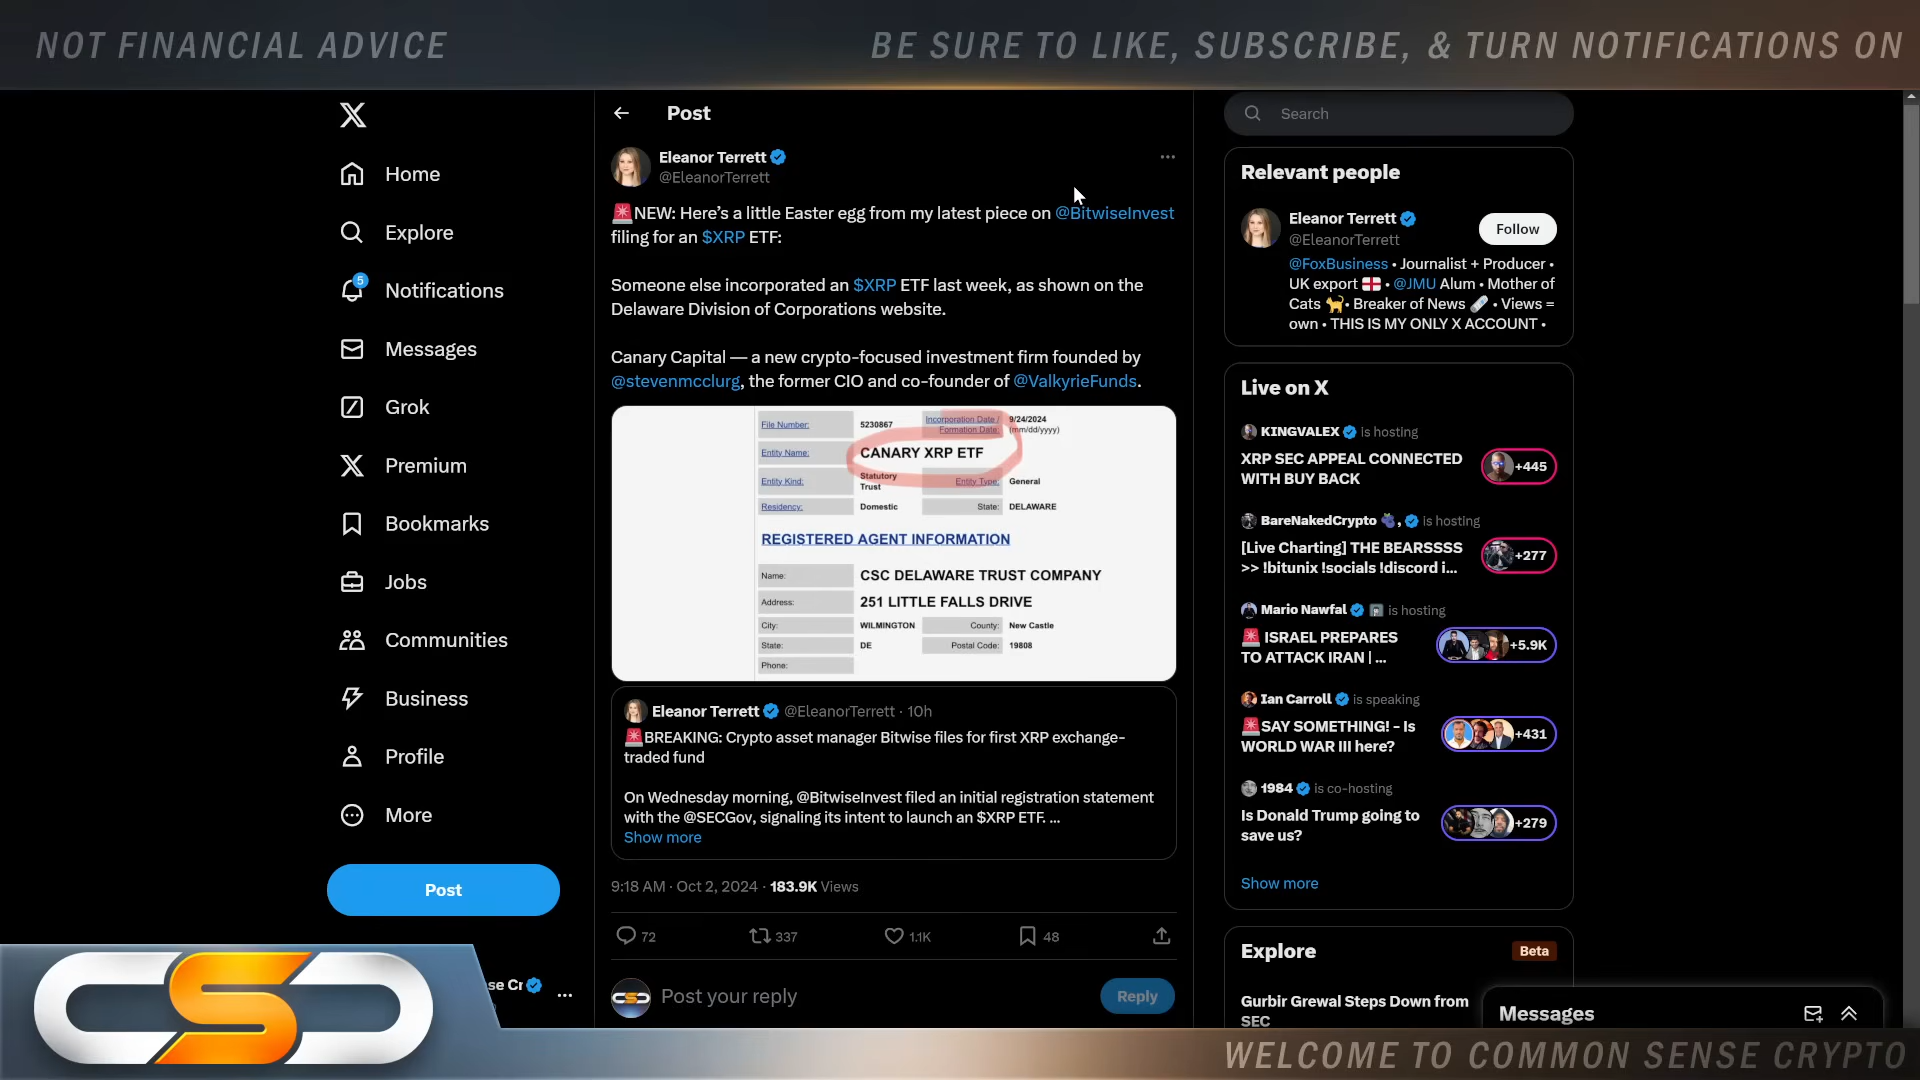 NOT FINANCIAL ADVICE
BE SURE TO LIKE, SUBSCRIBE, & TURN NOTIFICATIONS ON
Home
Explore
5
Notifications
Messages
Grok
Premium
Bookmarks
Jobs
Communities
Business
Profile
More
Post
se Cr
Post
Eleanor Terrett
@EleanorTerrett
🚨NEW: Here's a little Easter egg from my latest piece on @BitwiseInvest
filing for an $XRP ETF:
Someone else incorporated an $XRP ETF last week, as shown on the
Delaware Division of Corporations website.
Canary Capital — a new crypto-focused investment firm founded by
@stevenmcclurg, the former CIO and co-founder of @ValkyrieFunds.
File Number: 5230867 Incorporation Date / Formation Date: 9/24/2024 (mm/dd/yyyy)
Entity Name: CANARY XRP ETF
Entity Kind: Statutory Trust Entity Type: General
Residency: Domestic State: DELAWARE
REGISTERED AGENT INFORMATION
Name: CSC DELAWARE TRUST COMPANY
Address: 251 LITTLE FALLS DRIVE
City: WILMINGTON County: New Castle
State: DE Postal Code: 19808
Phone:
Eleanor Terrett @EleanorTerrett · 10h
🚨BREAKING: Crypto asset manager Bitwise files for first XRP exchange-
traded fund
On Wednesday morning, @BitwiseInvest filed an initial registration statement
with the @SECGov, signaling its intent to launch an $XRP ETF. ...
Show more
9:18 AM · Oct 2, 2024 · 183.9K Views
72 337 1.1K 48
Post your reply
Reply
Search
Relevant people
Eleanor Terrett
@EleanorTerrett
Follow
@FoxBusiness • Journalist + Producer •
UK export 🏴󠁧󠁢󠁥󠁮󠁧󠁿 • @JMU Alum • Mother of
Cats 🐈 • Breaker of News 🗞️ • Views =
own • THIS IS MY ONLY X ACCOUNT •
Live on X
KINGVALEX is hosting
XRP SEC APPEAL CONNECTED
WITH BUY BACK
+445
BareNakedCrypto 🍇, is hosting
[Live Charting] THE BEARSSSS
>> !bitunix !socials !discord i...
+277
Mario Nawfal is hosting
🚨 ISRAEL PREPARES
TO ATTACK IRAN | ...
+5.9K
Ian Carroll is speaking
🚨SAY SOMETHING! - Is
WORLD WAR III here?
+431
1984 is co-hosting
Is Donald Trump going to
save us?
+279
Show more
Explore
Beta
Gurbir Grewal Steps Down from
SEC
Messages
CSC
WELCOME TO COMMON SENSE CRYPTO